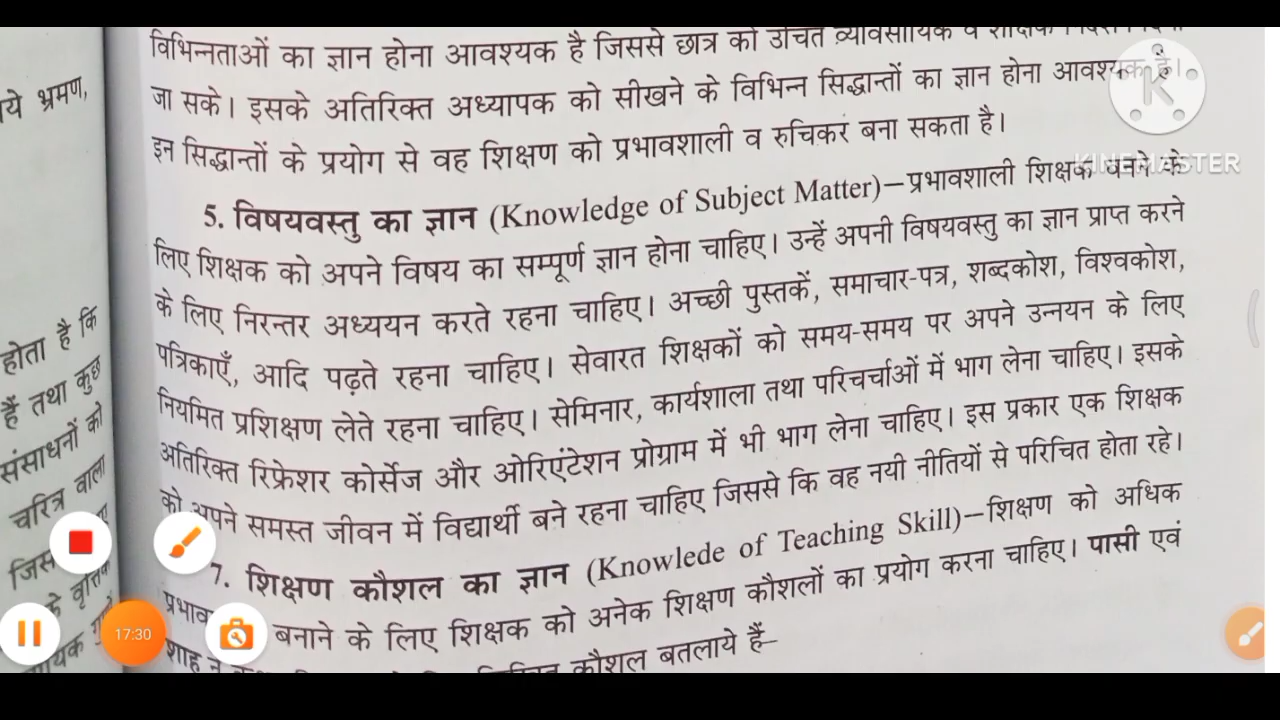 विभिन्नताओं का ज्ञान होना आवश्यक है जिससे छात्र को उचित व्यावसायिक व
जा सके। इसके अतिरिक्त अध्यापक को सीखने के विभिन्न सिद्धान्तों का ज्ञान होना आवश्यक है।
इन सिद्धान्तों के प्रयोग से वह शिक्षण को प्रभावशाली व रुचिकर बना सकता है।
5. विषयवस्तु का ज्ञान (Knowledge of Subject Matter)–प्रभावशाली शिक्षक बनने के
लिए शिक्षक को अपने विषय का सम्पूर्ण ज्ञान होना चाहिए। उन्हें अपनी विषयवस्तु का ज्ञान प्राप्त करने
के लिए निरन्तर अध्ययन करते रहना चाहिए। अच्छी पुस्तकें, समाचार-पत्र, शब्दकोश, विश्वकोश,
पत्रिकाएँ, आदि पढ़ते रहना चाहिए। सेवारत शिक्षकों को समय-समय पर अपने उन्नयन के लिए
नियमित प्रशिक्षण लेते रहना चाहिए। सेमिनार, कार्यशाला तथा परिचर्चाओं में भाग लेना चाहिए। इसके
अतिरिक्त रिफ्रेशर कोर्सेज और ओरिएंटेशन प्रोग्राम में भी भाग लेना चाहिए। इस प्रकार एक शिक्षक
को अपने समस्त जीवन में विद्यार्थी बने रहना चाहिए जिससे कि वह नयी नीतियों से परिचित होता रहे।
7. शिक्षण कौशल का ज्ञान (Knowlede of Teaching Skill)–शिक्षण को अधिक
बनाने के लिए शिक्षक को अनेक शिक्षण कौशलों का प्रयोग करना चाहिए। पासी एवं
शाह कौशल बतलाये हैं–
ये भ्रमण,
होता है कि
हैं तथा कुछ
संसाधनों को
चरित्र वाला
K
KINEMASTER
17:30